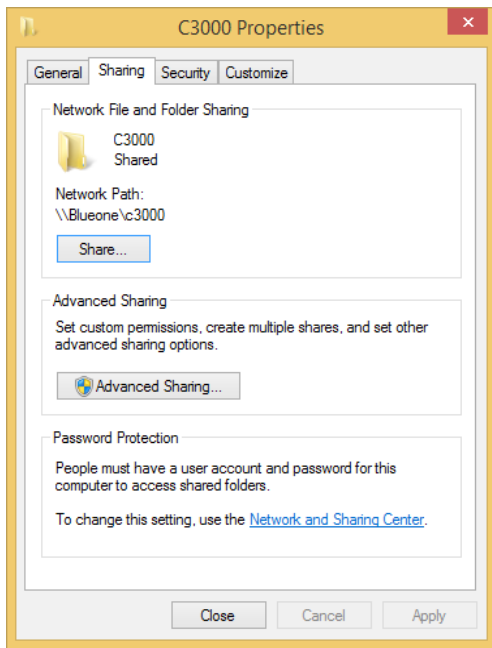 C3000 Properties
General Sharing Security Customize
Network File and Folder Sharing
C3000
Shared
Network Path:
\\Blueone\c3000
Share...
Advanced Sharing
Set custom permissions, create multiple shares, and set other
advanced sharing options.
Advanced Sharing...
Password Protection
People must have a user account and password for this
computer to access shared folders.
To change this setting, use the Network and Sharing Center.
Close Cancel Apply